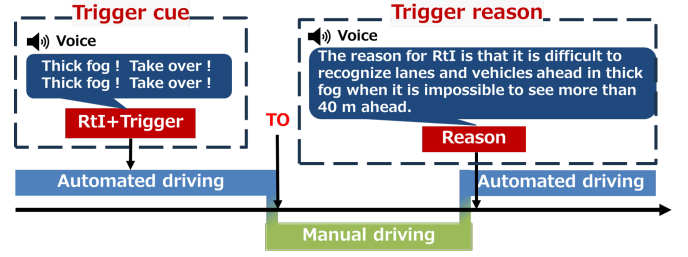 Trigger cue
Voice
Thick fog ! Take over !
Thick fog ! Take over !
RtI+Trigger
TO
Trigger reason
Voice
The reason for RtI is that it is difficult to
recognize lanes and vehicles ahead in thick
fog when it is impossible to see more than
40 m ahead.
Reason
Automated driving
Automated driving
Manual driving